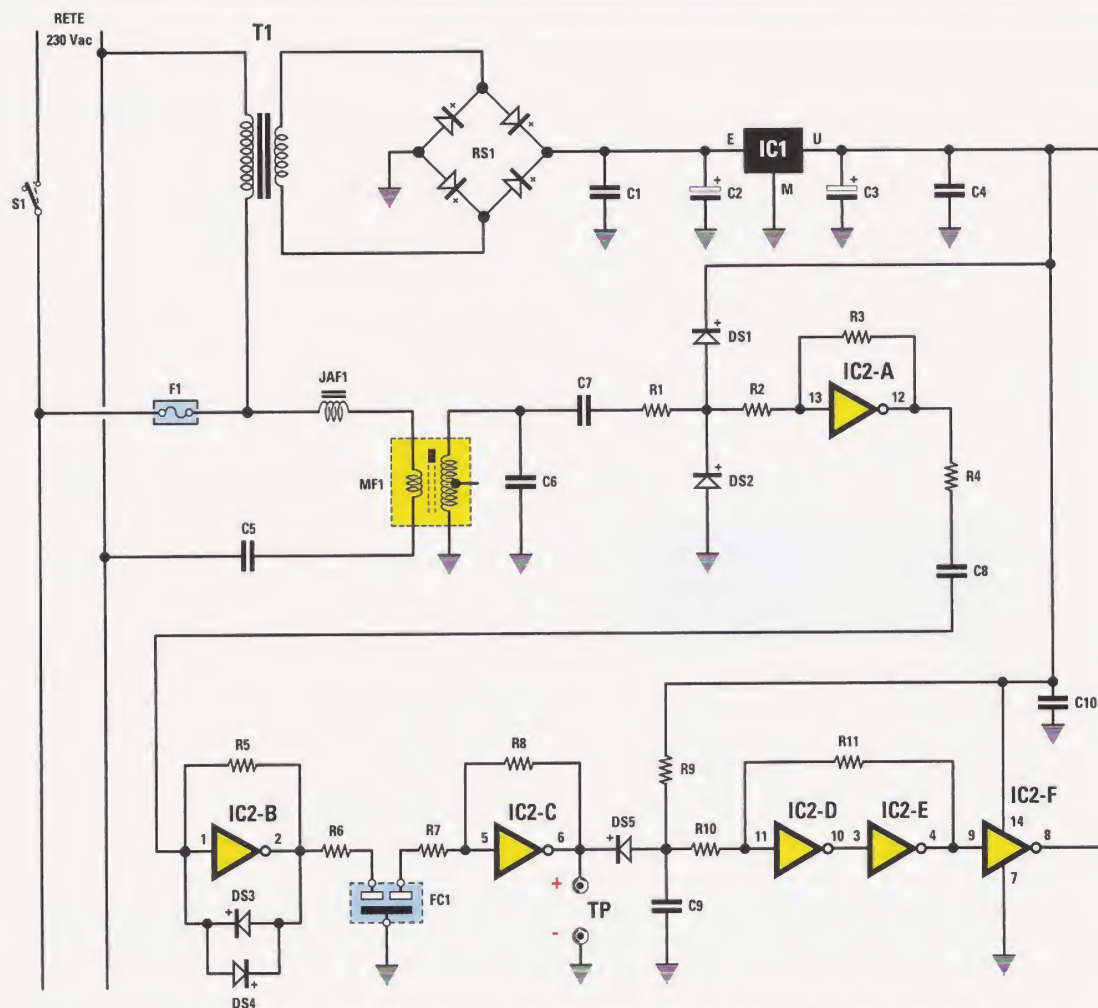 RETE
230 Vac
T1
S1
RS1
C1
E
IC1
U
M
C2
+
C3
+
C4
DS1
+
R3
IC2-A
F1
JAF1
C7
R1
R2
13
12
MF1
C6
DS2
+
R4
C5
C8
C10
R5
IC2-B
1
2
R6
R7
R8
IC2-C
5
6
DS5
+
R9
R10
R11
IC2-D
IC2-E
IC2-F
11
10
3
4
9
14
8
7
DS3
+
DS4
+
FC1
+
TP
-
C9